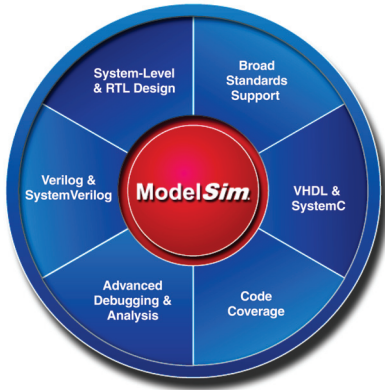 System-Level
& RTL Design
Broad
Standards
Support
Verilog &
SystemVerilog
ModelSim.
VHDL &
SystemC
Advanced
Debugging &
Analysis
Code
Coverage